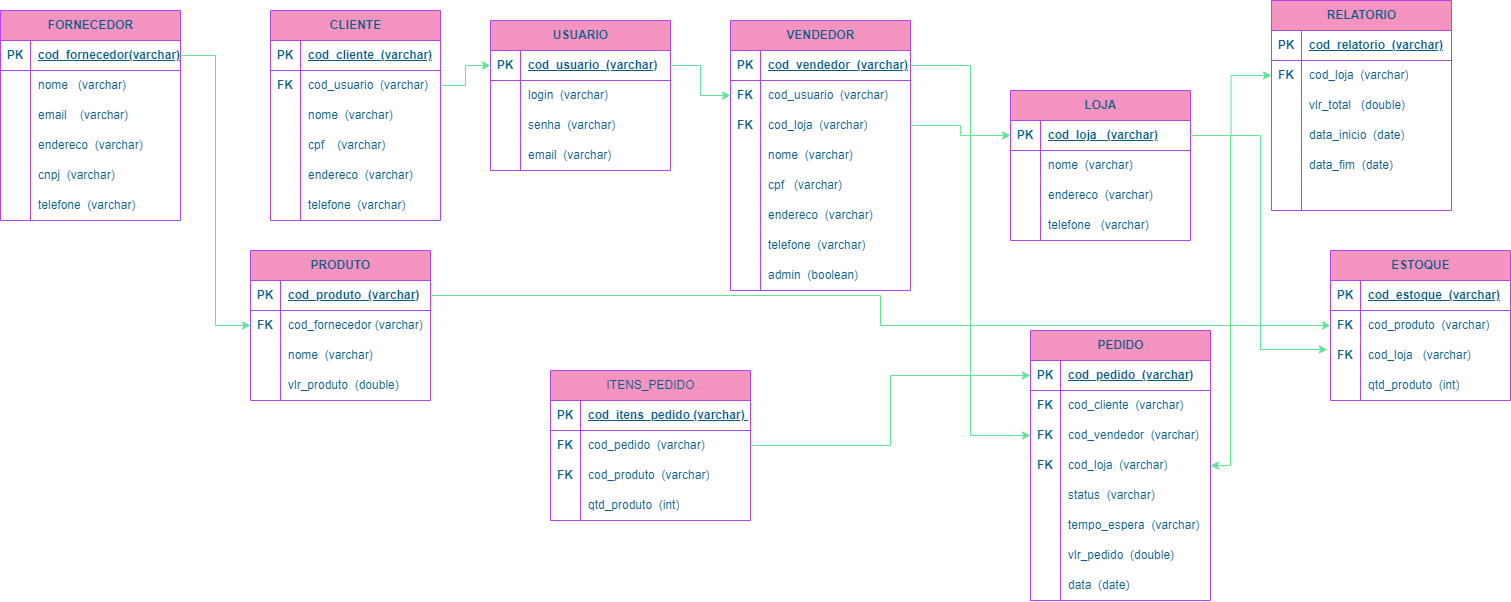 FORNECEDOR
PK cod_fornecedor(varchar)
nome (varchar)
email (varchar)
endereco (varchar)
cnpj (varchar)
telefone (varchar)
CLIENTE
PK cod_cliente (varchar)
FK cod_usuario (varchar)
nome (varchar)
cpf (varchar)
endereco (varchar)
telefone (varchar)
USUARIO
PK cod_usuario (varchar)
login (varchar)
senha (varchar)
email (varchar)
VENDEDOR
PK cod_vendedor (varchar)
FK cod_usuario (varchar)
FK cod_loja (varchar)
nome (varchar)
cpf (varchar)
endereco (varchar)
telefone (varchar)
admin (boolean)
LOJA
PK cod_loja (varchar)
nome (varchar)
endereco (varchar)
telefone (varchar)
RELATORIO
PK cod_relatorio (varchar)
FK cod_loja (varchar)
vlr_total (double)
data_inicio (date)
data_fim (date)
PRODUTO
PK cod_produto (varchar)
FK cod_fornecedor (varchar)
nome (varchar)
vlr_produto (double)
ITENS_PEDIDO
PK cod_itens_pedido (varchar)
FK cod_pedido (varchar)
FK cod_produto (varchar)
qtd_produto (int)
PEDIDO
PK cod_pedido (varchar)
FK cod_cliente (varchar)
FK cod_vendedor (varchar)
FK cod_loja (varchar)
status (varchar)
tempo_espera (varchar)
vlr_pedido (double)
data (date)
ESTOQUE
PK cod_estoque (varchar)
FK cod_produto (varchar)
FK cod_loja (varchar)
qtd_produto (int)